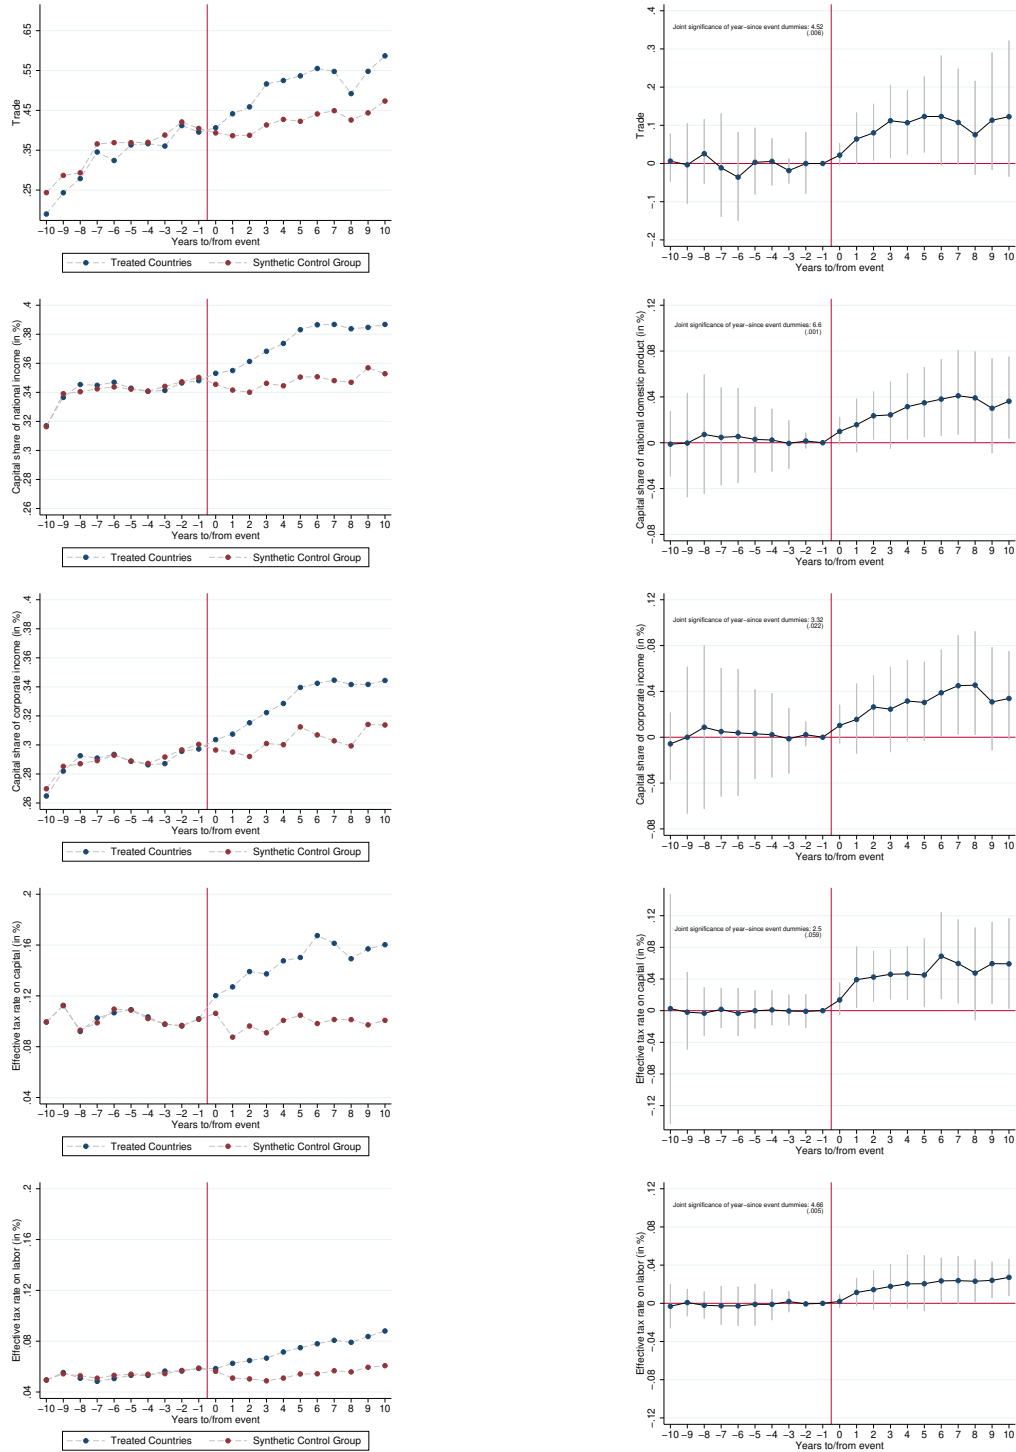 Trade
.25 .35 .45 .55 .65
−10 −9 −8 −7 −6 −5 −4 −3 −2 −1 0 1 2 3 4 5 6 7 8 9 10
Years to/from event
Treated Countries Synthetic Control Group
Trade
−.2 −.1 0 .1 .2 .3 .4
Joint significance of year−since event dummies: 4.52
(.006)
−10 −9 −8 −7 −6 −5 −4 −3 −2 −1 0 1 2 3 4 5 6 7 8 9 10
Years to/from event
Capital share of national income (in %)
.26 .28 .3 .32 .34 .36 .38 .4
−10 −9 −8 −7 −6 −5 −4 −3 −2 −1 0 1 2 3 4 5 6 7 8 9 10
Years to/from event
Treated Countries Synthetic Control Group
Capital share of national domestic product (in %)
−.08 −.04 0 .04 .08 .12
Joint significance of year−since event dummies: 6.6
(.001)
−10 −9 −8 −7 −6 −5 −4 −3 −2 −1 0 1 2 3 4 5 6 7 8 9 10
Years to/from event
Capital share of corporate income (in %)
.26 .28 .3 .32 .34 .36 .38 .4
−10 −9 −8 −7 −6 −5 −4 −3 −2 −1 0 1 2 3 4 5 6 7 8 9 10
Years to/from event
Treated Countries Synthetic Control Group
Capital share of corporate income (in %)
−.08 −.04 0 .04 .08 .12
Joint significance of year−since event dummies: 3.32
(.022)
−10 −9 −8 −7 −6 −5 −4 −3 −2 −1 0 1 2 3 4 5 6 7 8 9 10
Years to/from event
Effective tax rate on capital (in %)
.04 .08 .12 .16 .2
−10 −9 −8 −7 −6 −5 −4 −3 −2 −1 0 1 2 3 4 5 6 7 8 9 10
Years to/from event
Treated Countries Synthetic Control Group
Effective tax rate on capital (in %)
−.12 −.08 −.04 0 .04 .08 .12
Joint significance of year−since event dummies: 2.5
(.059)
−10 −9 −8 −7 −6 −5 −4 −3 −2 −1 0 1 2 3 4 5 6 7 8 9 10
Years to/from event
Effective tax rate on labor (in %)
.04 .08 .12 .16 .2
−10 −9 −8 −7 −6 −5 −4 −3 −2 −1 0 1 2 3 4 5 6 7 8 9 10
Years to/from event
Treated Countries Synthetic Control Group
Effective tax rate on labor (in %)
−.12 −.08 −.04 0 .04 .08 .12
Joint significance of year−since event dummies: 4.66
(.005)
−10 −9 −8 −7 −6 −5 −4 −3 −2 −1 0 1 2 3 4 5 6 7 8 9 10
Years to/from event